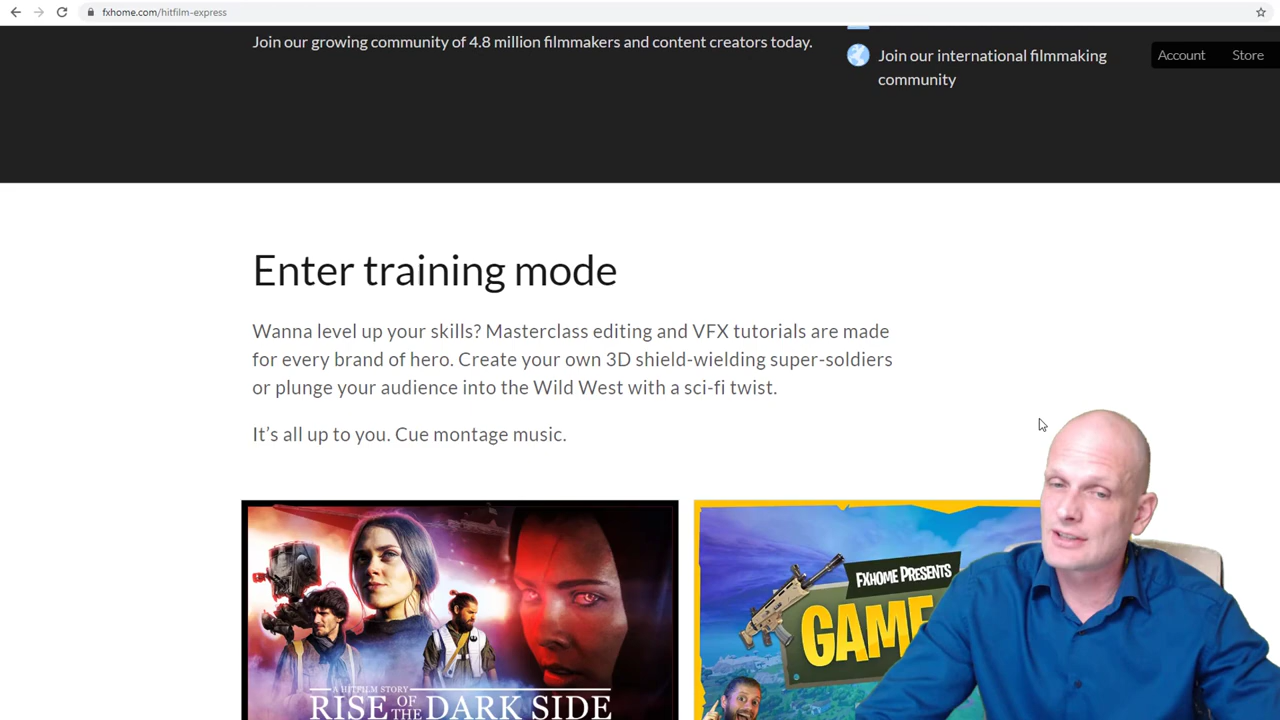 fxhome.com/hitfilm-express
Join our growing community of 4.8 million filmmakers and content creators today.
Join our international filmmaking
community
Account Store
Enter training mode
Wanna level up your skills? Masterclass editing and VFX tutorials are made
for every brand of hero. Create your own 3D shield-wielding super-soldiers
or plunge your audience into the Wild West with a sci-fi twist.
It's all up to you. Cue montage music.
A HITFILM STORY
RISE OF THE DARK SIDE
FXHOME PRESENTS
GAME